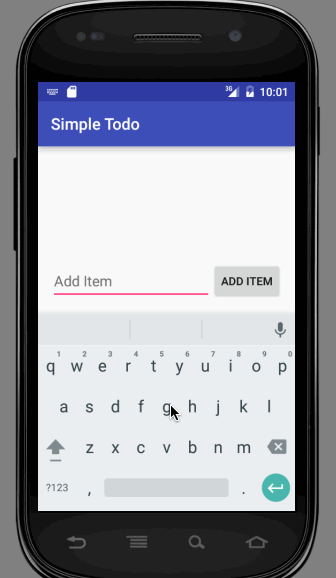 3G 10:01
Simple Todo
Add Item ADD ITEM
1 2 3 4 5 6 7 8 9 0
q w e r t y u i o p
a s d f g h j k l
z x c v b n m
?123 , .